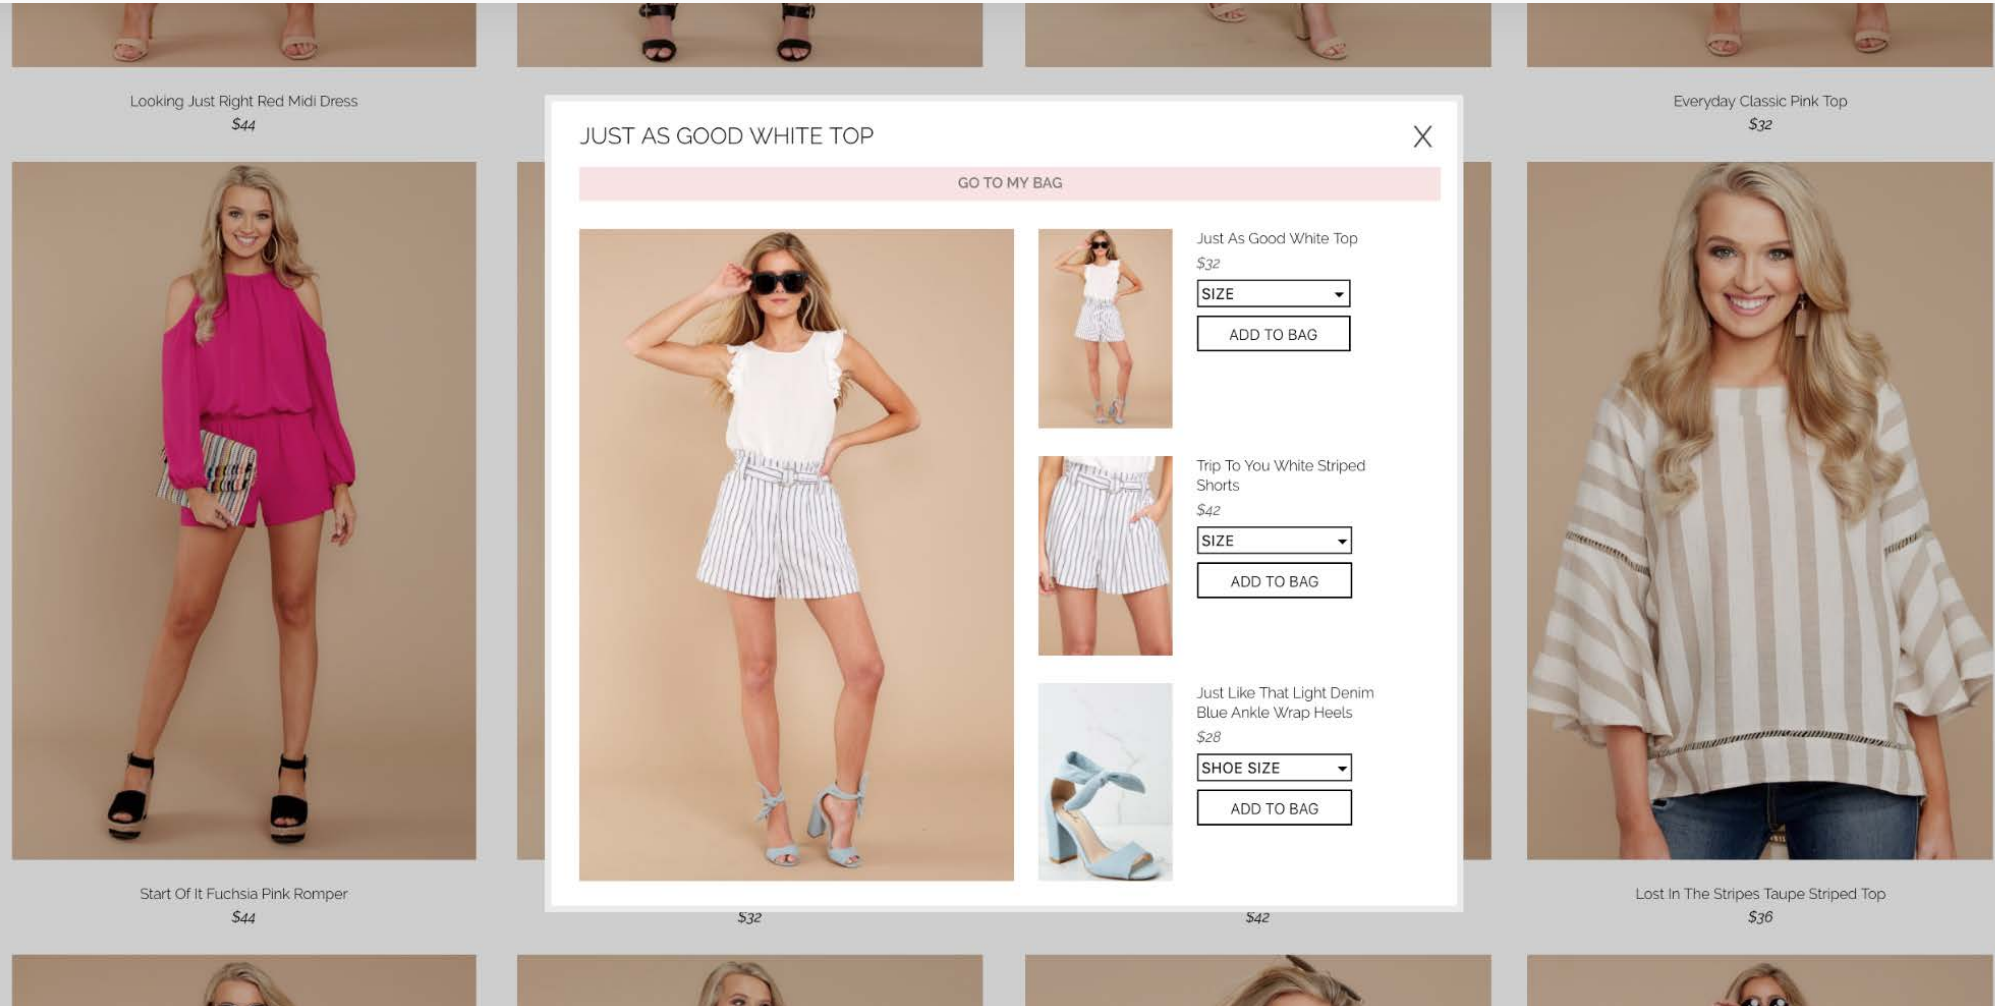 Looking Just Right Red Midi Dress
$44
Everyday Classic Pink Top
$32
JUST AS GOOD WHITE TOP
X
GO TO MY BAG
Just As Good White Top
$32
SIZE
ADD TO BAG
Trip To You White Striped
Shorts
$42
SIZE
ADD TO BAG
Just Like That Light Denim
Blue Ankle Wrap Heels
$28
SHOE SIZE
ADD TO BAG
Start Of It Fuchsia Pink Romper
$44
$32
$42
Lost In The Stripes Taupe Striped Top
$36